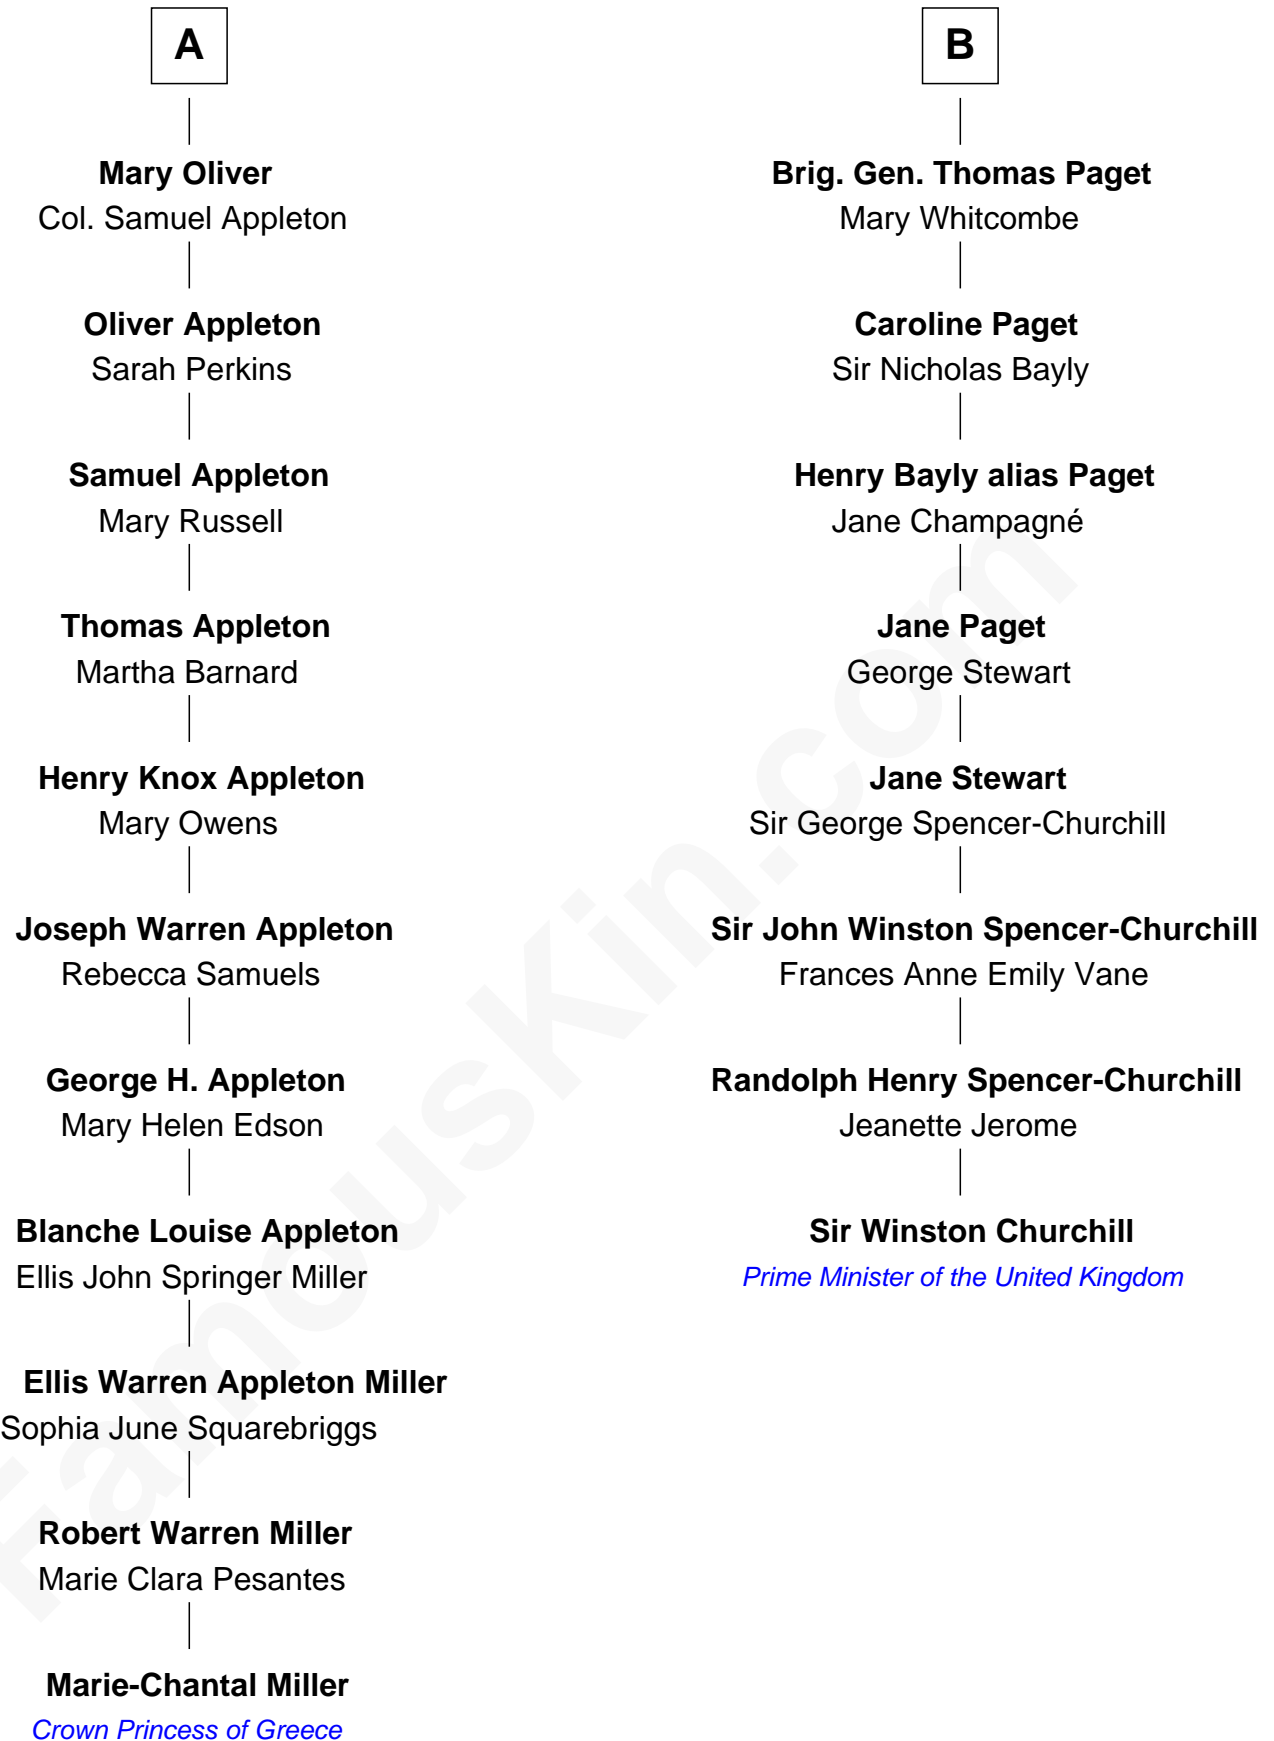 A
Mary Oliver
Col. Samuel Appleton
Oliver Appleton
Sarah Perkins
Samuel Appleton
Mary Russell
Thomas Appleton
Martha Barnard
Henry Knox Appleton
Mary Owens
Joseph Warren Appleton
Rebecca Samuels
George H. Appleton
Mary Helen Edson
Blanche Louise Appleton
Ellis John Springer Miller
Ellis Warren Appleton Miller
Sophia June Squarebriggs
Robert Warren Miller
Marie Clara Pesantes
Marie-Chantal Miller
Crown Princess of Greece
B
Brig. Gen. Thomas Paget
Mary Whitcombe
Caroline Paget
Sir Nicholas Bayly
Henry Bayly alias Paget
Jane Champagné
Jane Paget
George Stewart
Jane Stewart
Sir George Spencer-Churchill
Sir John Winston Spencer-Churchill
Frances Anne Emily Vane
Randolph Henry Spencer-Churchill
Jeanette Jerome
Sir Winston Churchill
Prime Minister of the United Kingdom
FamousKin.com